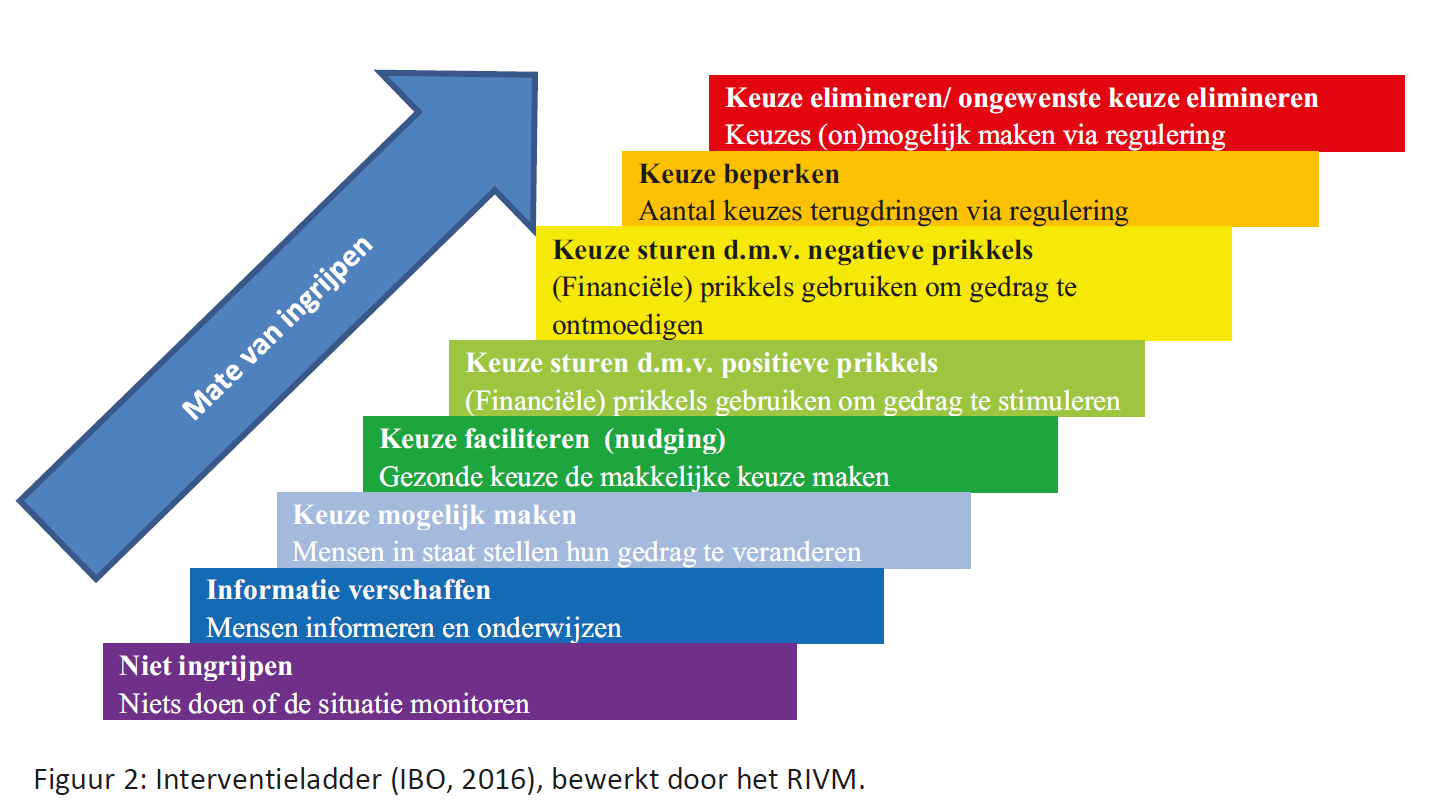 Mate van ingrijpen
Keuze elimineren/ ongewenste keuze elimineren
Keuzes (on)mogelijk maken via regulering
Keuze beperken
Aantal keuzes terugdringen via regulering
Keuze sturen d.m.v. negatieve prikkels
(Financiële) prikkels gebruiken om gedrag te
ontmoedigen
Keuze sturen d.m.v. positieve prikkels
(Financiële) prikkels gebruiken om gedrag te stimuleren
Keuze faciliteren (nudging)
Gezonde keuze de makkelijke keuze maken
Keuze mogelijk maken
Mensen in staat stellen hun gedrag te veranderen
Informatie verschaffen
Mensen informeren en onderwijzen
Niet ingrijpen
Niets doen of de situatie monitoren
Figuur 2: Interventieladder (IBO, 2016), bewerkt door het RIVM.